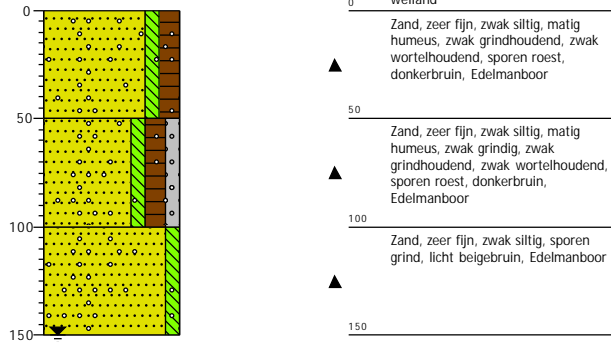 weiland
0
0
Zand, zeer fijn, zwak siltig, matig
humeus, zwak grindhoudend, zwak
wortelhoudend, sporen roest,
donkerbruin, Edelmanboor
50
50
Zand, zeer fijn, zwak siltig, matig
humeus, zwak grindig, zwak
grindhoudend, zwak wortelhoudend,
sporen roest, donkerbruin,
Edelmanboor
100
100
Zand, zeer fijn, zwak siltig, sporen
grind, licht beigebruin, Edelmanboor
150
150